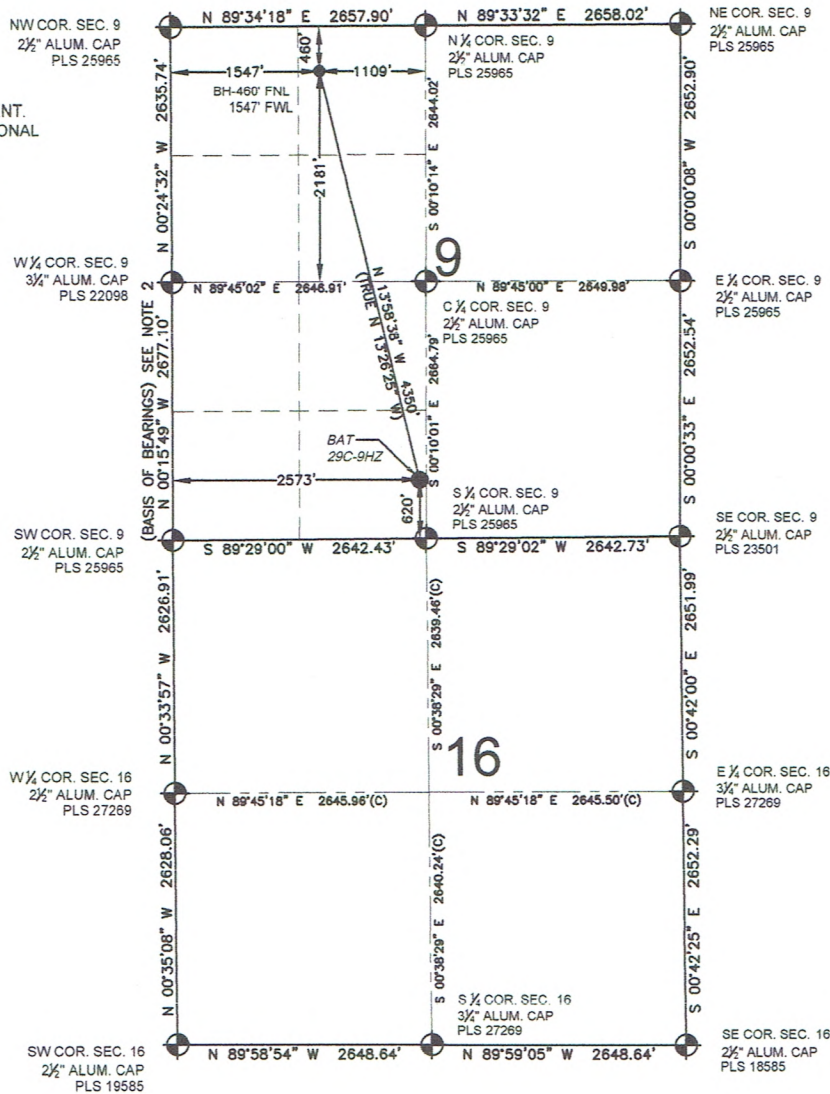 N 89°34'18" E 2657.90'
N 89°33'32" E 2658.02'
NW COR. SEC. 9
2½" ALUM. CAP
PLS 25965
N ¼ COR. SEC. 9
2½" ALUM. CAP
PLS 25965
NE COR. SEC. 9
2½" ALUM. CAP
PLS 25965
460'
1547'
1109'
BH-460' FNL
1547' FWL
NT.
ONAL
N 00°24'32" W 2635.74'
2181'
S 00°10'14" E 2644.02'
S 00°00'08" W 2652.90'
W ¼ COR. SEC. 9
3¼" ALUM. CAP
PLS 22098
9
N 89°45'02" E 2646.91'
N 89°45'00" E 2649.98'
C ¼ COR. SEC. 9
2½" ALUM. CAP
PLS 25965
E ¼ COR. SEC. 9
2½" ALUM. CAP
PLS 25965
(BASIS OF BEARINGS) SEE NOTE 2
N 00°15'49" W 2677.10'
N 13°58'38" W 4350'
(TRUE N 13°26'25" W)
S 00°10'01" E 2664.79'
S 00°00'33" E 2652.54'
BAT
29C-9HZ
2573'
620'
S ¼ COR. SEC. 9
2½" ALUM. CAP
PLS 25965
SW COR. SEC. 9
2½" ALUM. CAP
PLS 25965
SE COR. SEC. 9
2½" ALUM. CAP
PLS 23501
S 89°29'00" W 2642.43'
S 89°29'02" W 2642.73'
N 00°33'57" W 2626.91'
S 00°38'29" E 2639.46'(C)
S 00°42'00" E 2651.99'
16
W ¼ COR. SEC. 16
2½" ALUM. CAP
PLS 27269
E ¼ COR. SEC. 16
3¼" ALUM. CAP
PLS 27269
N 89°45'18" E 2645.96'(C)
N 89°45'18" E 2645.50'(C)
N 00°35'08" W 2628.06'
S 00°38'29" E 2640.24'(C)
S 00°42'25" E 2652.29'
S ¼ COR. SEC. 16
3¼" ALUM. CAP
PLS 27269
SW COR. SEC. 16
2½" ALUM. CAP
PLS 19585
SE COR. SEC. 16
2½" ALUM. CAP
PLS 18585
N 89°58'54" W 2648.64'
N 89°59'05" W 2648.64'